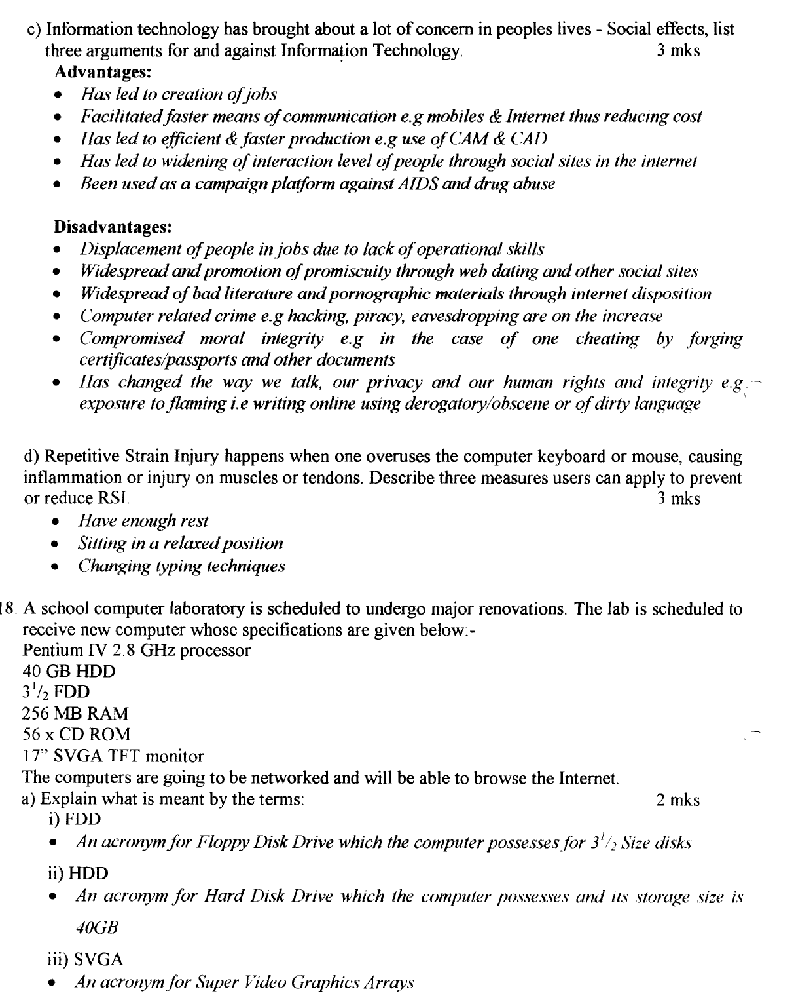 c) Information technology has brought about a lot of concern in peoples lives - Social effects, list
three arguments for and against Information Technology. 3 mks
Advantages:
• Has led to creation of jobs
• Facilitated faster means of communication e.g mobiles & Internet thus reducing cost
• Has led to efficient & faster production e.g use of CAM & CAD
• Has led to widening of interaction level of people through social sites in the internet
• Been used as a campaign platform against AIDS and drug abuse
Disadvantages:
• Displacement of people in jobs due to lack of operational skills
• Widespread and promotion of promiscuity through web dating and other social sites
• Widespread of bad literature and pornographic materials through internet disposition
• Computer related crime e.g hacking, piracy, eavesdropping are on the increase
• Compromised moral integrity e.g in the case of one cheating by forging
certificates/passports and other documents
• Has changed the way we talk, our privacy and our human rights and integrity e.g.
exposure to flaming i.e writing online using derogatory/obscene or of dirty language
d) Repetitive Strain Injury happens when one overuses the computer keyboard or mouse, causing
inflammation or injury on muscles or tendons. Describe three measures users can apply to prevent
or reduce RSI. 3 mks
• Have enough rest
• Sitting in a relaxed position
• Changing typing techniques
18. A school computer laboratory is scheduled to undergo major renovations. The lab is scheduled to
receive new computer whose specifications are given below:-
Pentium IV 2.8 GHz processor
40 GB HDD
3 1/2 FDD
256 MB RAM
56 x CD ROM
17” SVGA TFT monitor
The computers are going to be networked and will be able to browse the Internet.
a) Explain what is meant by the terms: 2 mks
i) FDD
• An acronym for Floppy Disk Drive which the computer possesses for 3 1/2 Size disks
ii) HDD
• An acronym for Hard Disk Drive which the computer possesses and its storage size is
40GB
iii) SVGA
• An acronym for Super Video Graphics Arrays